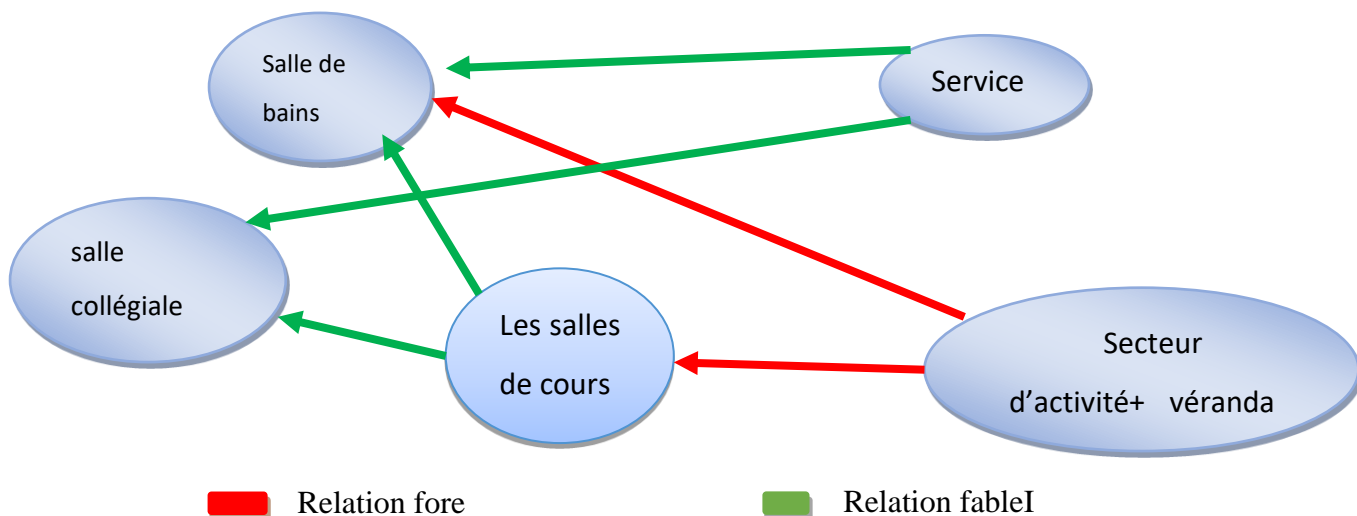 Salle de
bains
Service
salle
collégiale
Les salles
de cours
Secteur
d'activité+ véranda
Relation fore
Relation fableI